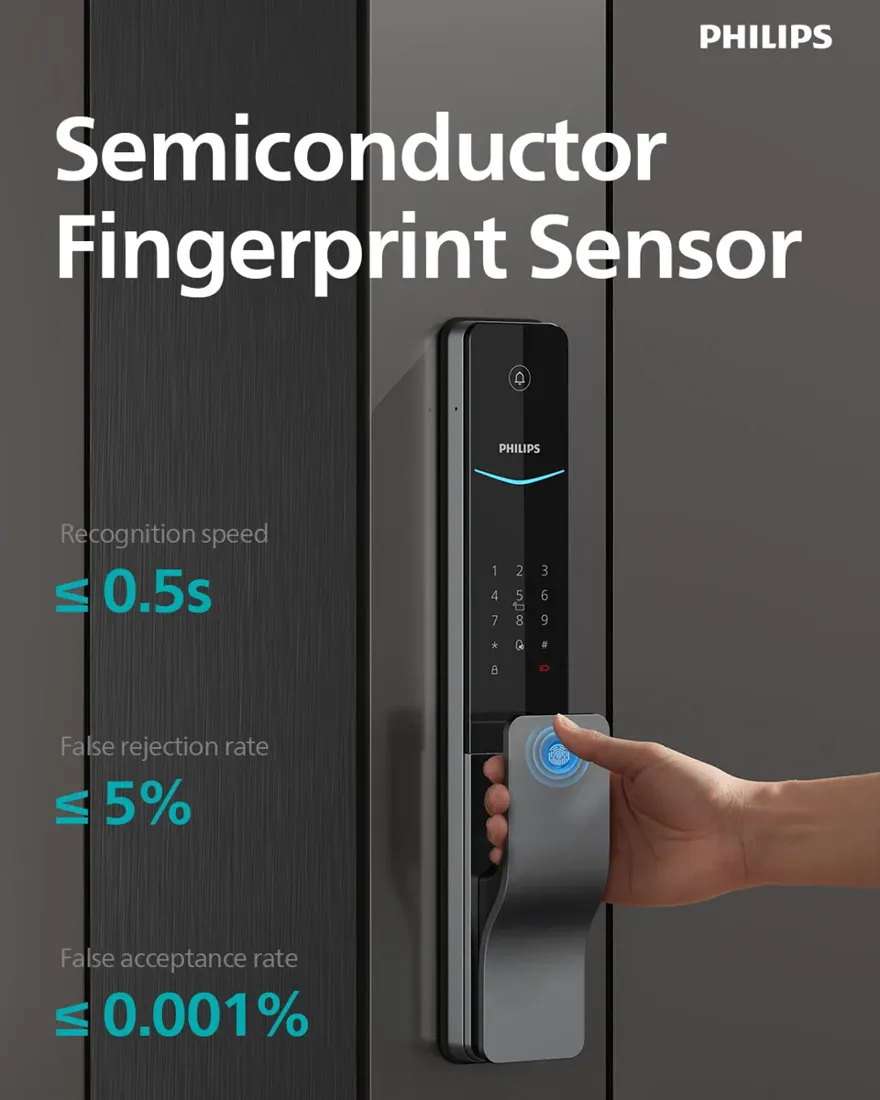 PHILIPS
Semiconductor
Fingerprint Sensor
PHILIPS
Recognition speed
≤ 0.5s
1 2 3
4 5 6
7 8 9
* #
False rejection rate
≤ 5%
False acceptance rate
≤ 0.001%